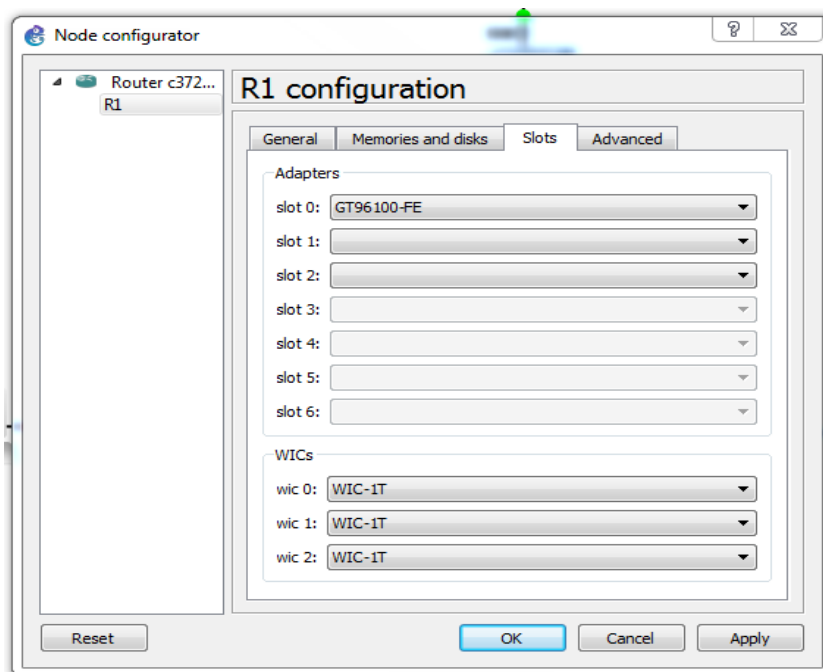 Node configurator
Router c372...
R1
R1 configuration
General Memories and disks Slots Advanced
Adapters
slot 0: GT96100-FE
slot 1:
slot 2:
slot 3:
slot 4:
slot 5:
slot 6:
WICs
wic 0: WIC-1T
wic 1: WIC-1T
wic 2: WIC-1T
Reset OK Cancel Apply